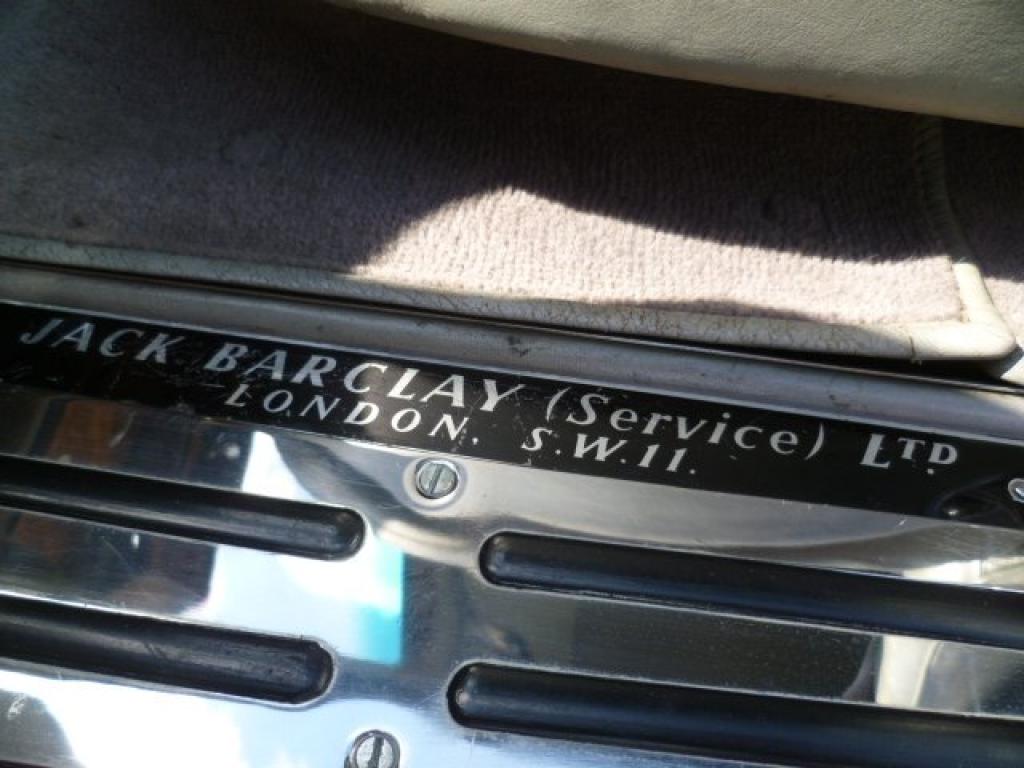 JACK BARCLAY (Service) LTD.
LONDON, S.W.11.